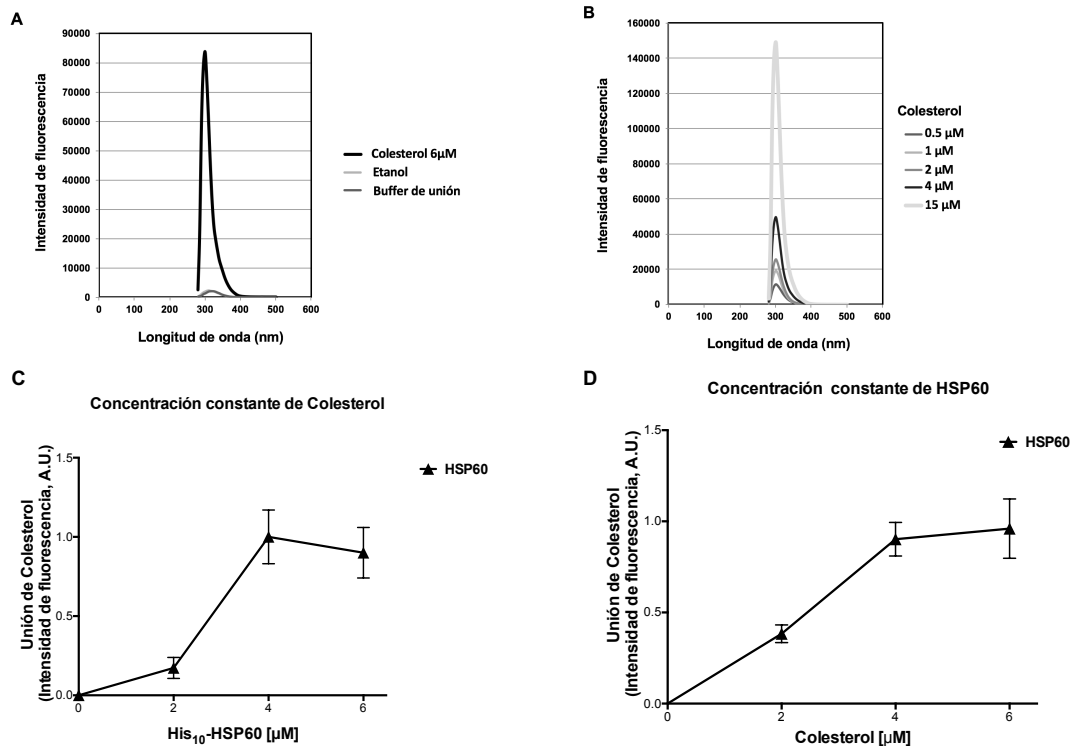 A
Intensidad de fluorescencia
90000
80000
70000
60000
50000
40000
30000
20000
10000
0
0 100 200 300 400 500 600
Longitud de onda (nm)
Colesterol 6µM
Etanol
Buffer de unión
B
Intensidad de fluorescencia
160000
140000
120000
100000
80000
60000
40000
20000
0
0 100 200 300 400 500 600
Longitud de onda (nm)
Colesterol
0.5 µM
1 µM
2 µM
4 µM
15 µM
C
Concentración constante de Colesterol
Unión de Colesterol
(Intensidad de fluorescencia, A.U.)
1.5
1.0
0.5
0.0
0 2 4 6
His₁₀-HSP60 [µM]
HSP60
D
Concentración constante de HSP60
Unión de Colesterol
(Intensidad de fluorescencia, A.U.)
1.5
1.0
0.5
0.0
0 2 4 6
Colesterol [µM]
HSP60